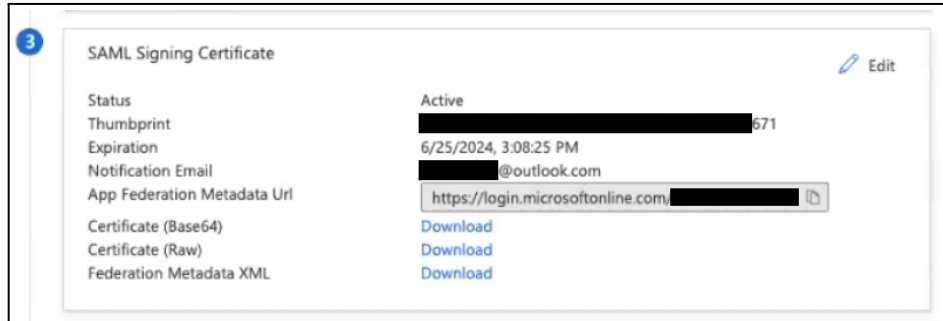 3
SAML Signing Certificate
Edit
Status Active
Thumbprint 671
Expiration 6/25/2024, 3:08:25 PM
Notification Email @outlook.com
App Federation Metadata Url https://login.microsoftonline.com/
Certificate (Base64) Download
Certificate (Raw) Download
Federation Metadata XML Download